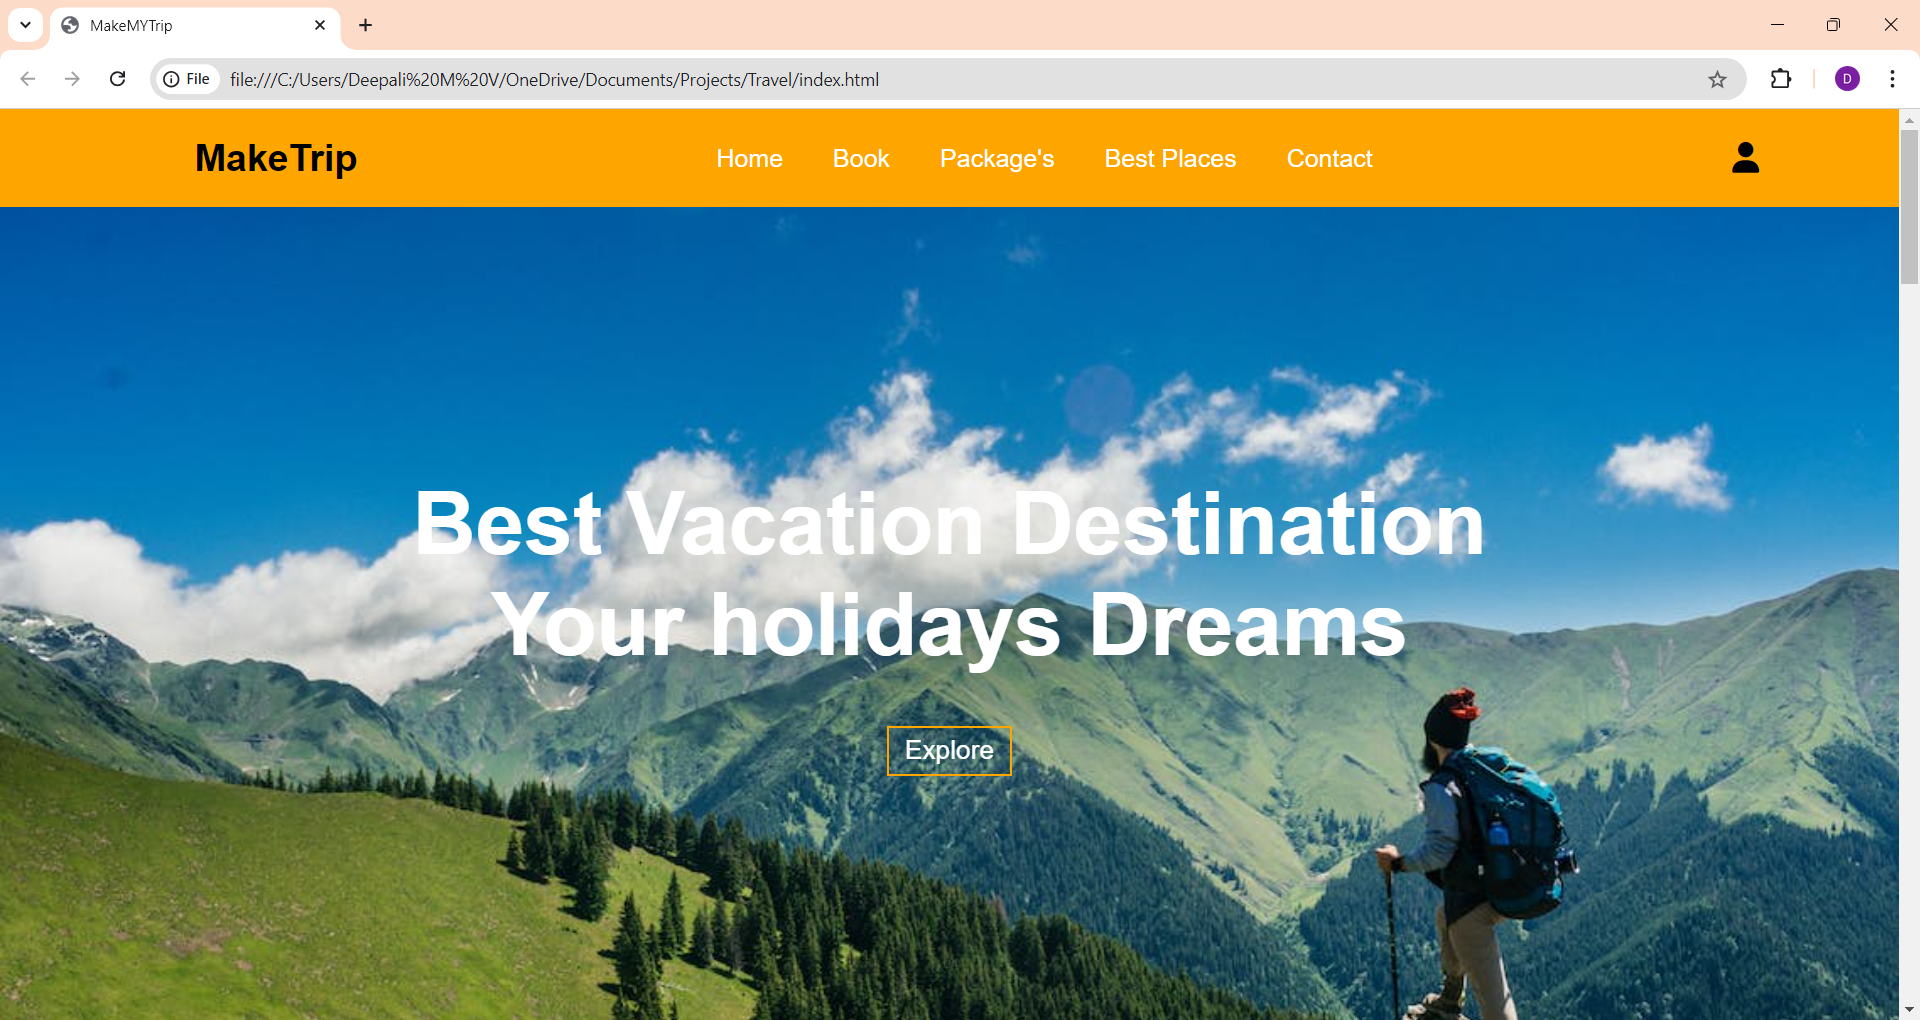 MakeMYTrip
File file:///C:/Users/Deepali%20M%20V/OneDrive/Documents/Projects/Travel/index.html
D
MakeTrip Home Book Package's Best Places Contact
Best Vacation Destination
Your holidays Dreams
Explore